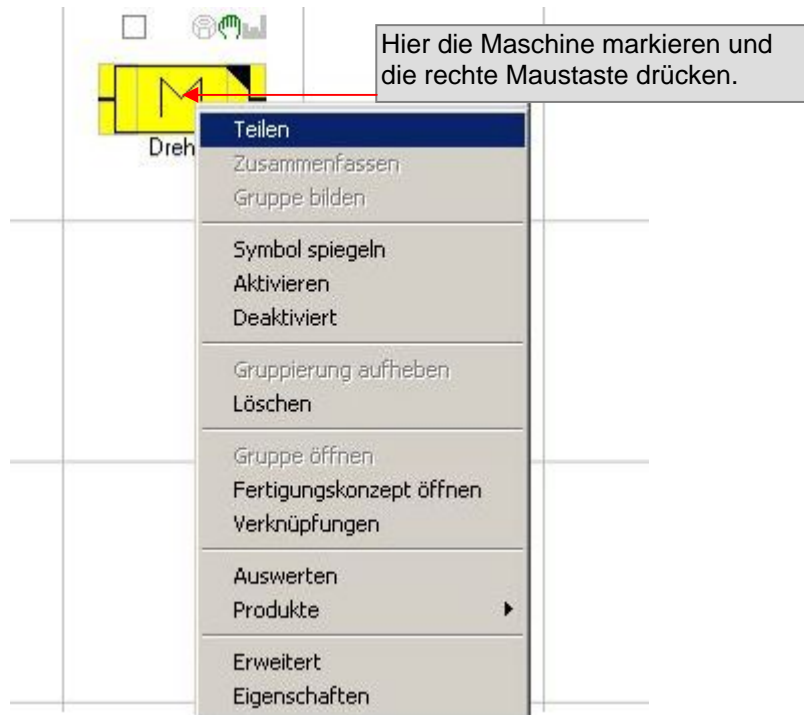 Hier die Maschine markieren und
die rechte Maustaste drücken.
M
Dreh
Teilen
Zusammenfassen
Gruppe bilden
Symbol spiegeln
Aktivieren
Deaktiviert
Gruppierung aufheben
Löschen
Gruppe öffnen
Fertigungskonzept öffnen
Verknüpfungen
Auswerten
Produkte
Erweitert
Eigenschaften